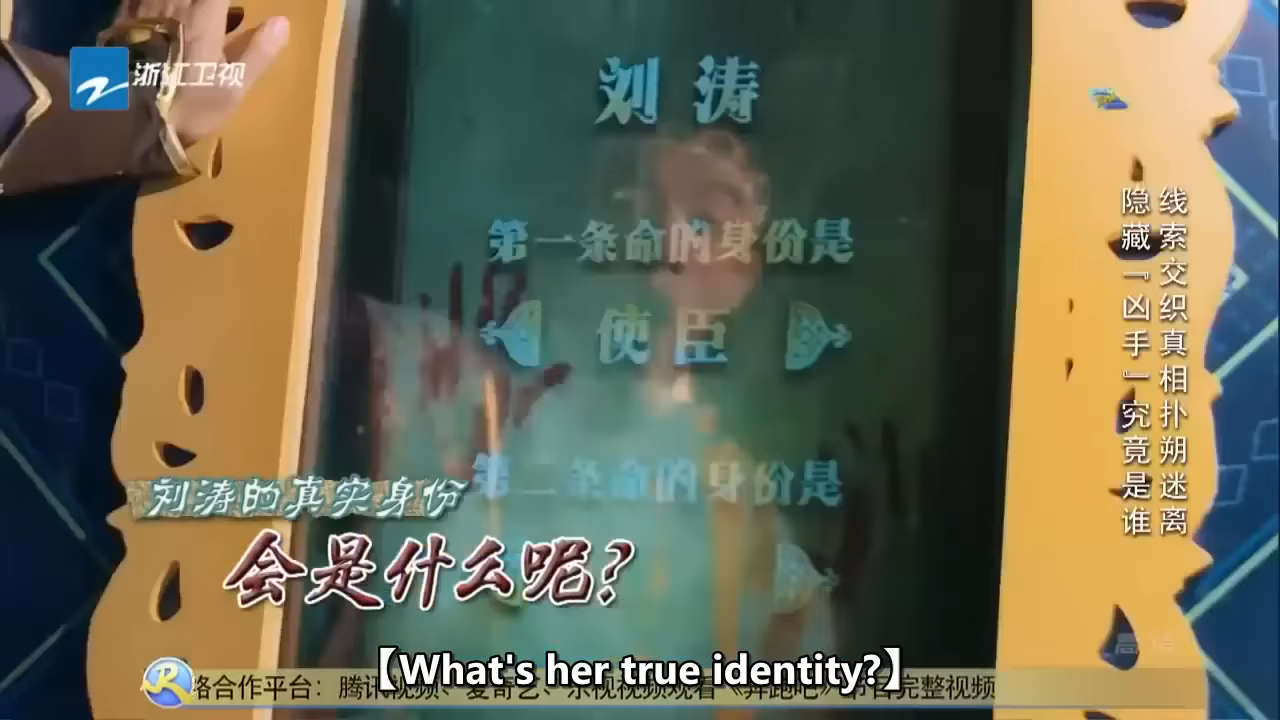 浙江卫视
刘涛
第一条命的身份是
使臣
第二条命的身份是
线索交织真相扑朔迷离
隐藏『凶手』究竟是谁
刘涛的真实身份
会是什么呢?
【What's her true identity?】
络合作平台：腾讯视频、爱奇艺、乐视视频观看《奔跑吧》节目完整视频